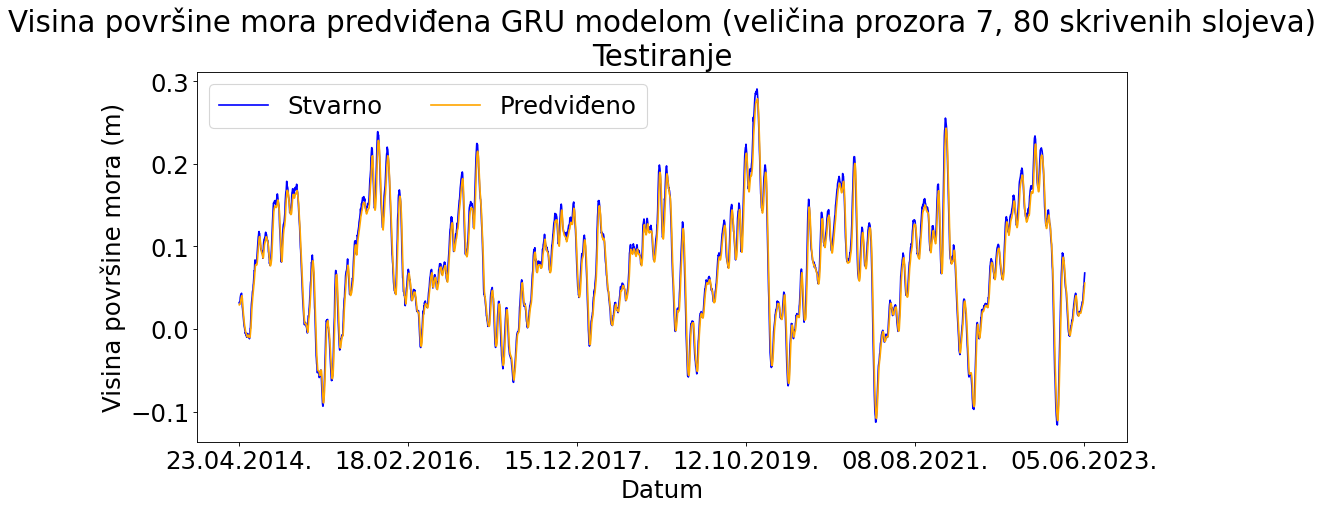 Visina površine mora predviđena GRU modelom (veličina prozora 7, 80 skrivenih slojeva)
Testiranje
Stvarno
Predviđeno
Visina površine mora (m)
0.3
0.2
0.1
0.0
−0.1
23.04.2014.
18.02.2016.
15.12.2017.
12.10.2019.
08.08.2021.
05.06.2023.
Datum